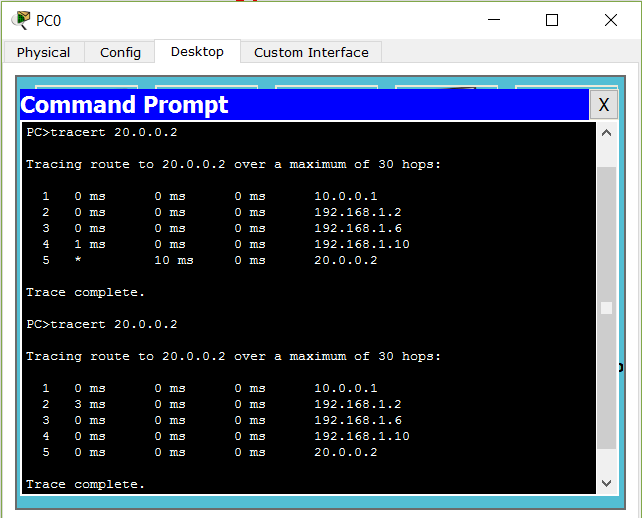 PC0
Physical Config Desktop Custom Interface
Command Prompt X
PC>tracert 20.0.0.2
Tracing route to 20.0.0.2 over a maximum of 30 hops:
1 0 ms 0 ms 0 ms 10.0.0.1
2 0 ms 0 ms 0 ms 192.168.1.2
3 0 ms 0 ms 0 ms 192.168.1.6
4 1 ms 0 ms 0 ms 192.168.1.10
5 * 10 ms 0 ms 20.0.0.2
Trace complete.
PC>tracert 20.0.0.2
Tracing route to 20.0.0.2 over a maximum of 30 hops:
1 0 ms 0 ms 0 ms 10.0.0.1
2 3 ms 0 ms 0 ms 192.168.1.2
3 0 ms 0 ms 0 ms 192.168.1.6
4 0 ms 0 ms 0 ms 192.168.1.10
5 0 ms 0 ms 0 ms 20.0.0.2
Trace complete.